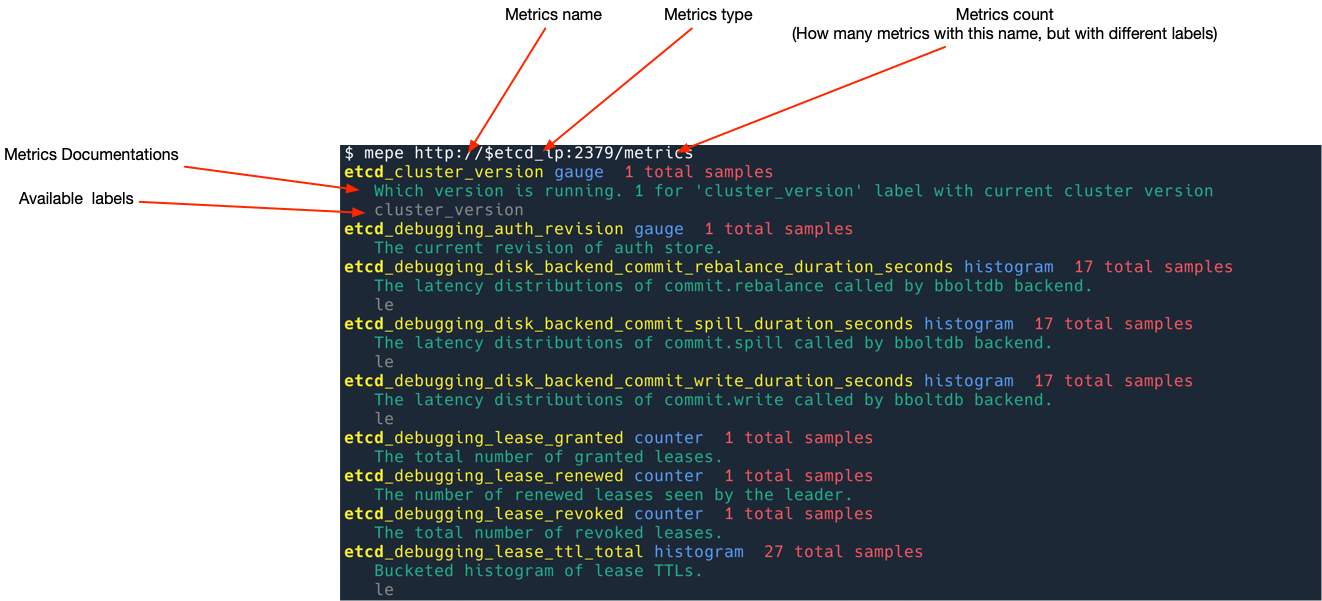 Metrics name
Metrics type
Metrics count
(How many metrics with this name, but with different labels)
Metrics Documentations
Available labels
$ mepe http://$etcd_ip:2379/metrics
etcd_cluster_version gauge 1 total samples
Which version is running. 1 for 'cluster_version' label with current cluster version
cluster_version
etcd_debugging_auth_revision gauge 1 total samples
The current revision of auth store.
etcd_debugging_disk_backend_commit_rebalance_duration_seconds histogram 17 total samples
The latency distributions of commit.rebalance called by bboltdb backend.
le
etcd_debugging_disk_backend_commit_spill_duration_seconds histogram 17 total samples
The latency distributions of commit.spill called by bboltdb backend.
le
etcd_debugging_disk_backend_commit_write_duration_seconds histogram 17 total samples
The latency distributions of commit.write called by bboltdb backend.
le
etcd_debugging_lease_granted counter 1 total samples
The total number of granted leases.
etcd_debugging_lease_renewed counter 1 total samples
The number of renewed leases seen by the leader.
etcd_debugging_lease_revoked counter 1 total samples
The total number of revoked leases.
etcd_debugging_lease_ttl_total histogram 27 total samples
Bucketed histogram of lease TTLs.
le